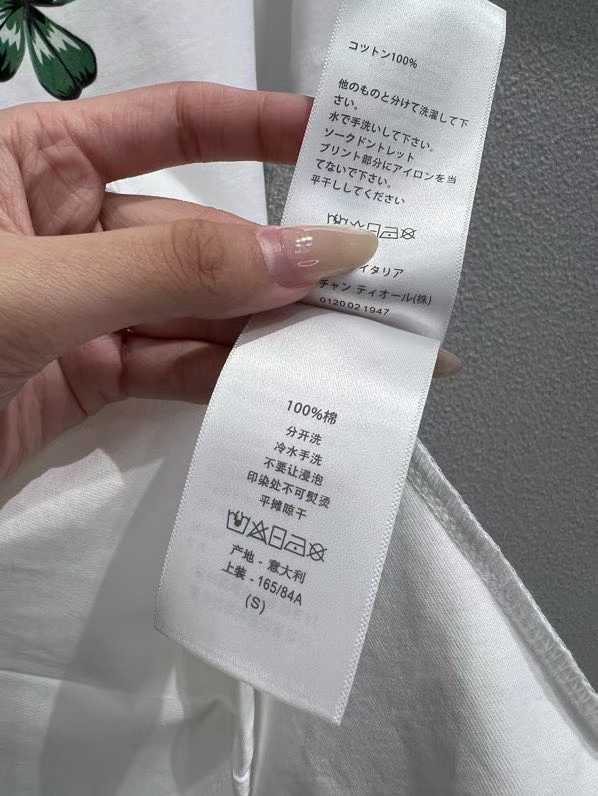 コットン100%
他のものと分けて洗濯して下
さい。
水で手洗いして下さい。
ソークドントレット
プリント部分にアイロンを当
てないで下さい。
平干ししてください
イタリア
チャン ディオール(株)
0120 02 1947
100%棉
分开洗
冷水手洗
不要让浸泡
印染处不可熨烫
平摊晾干
产地 - 意大利
上装 - 165/84A
(S)